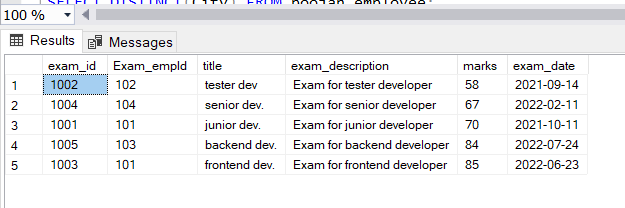 SELECT DISTINCT(City) FROM poojan employee;
100 %
Results Messages
exam_id Exam_empId title exam_description marks exam_date
1 1002 102 tester dev Exam for tester developer 58 2021-09-14
2 1004 104 senior dev. Exam for senior developer 67 2022-02-11
3 1001 101 junior dev. Exam for junior developer 70 2021-10-11
4 1005 103 backend dev. Exam for backend developer 84 2022-07-24
5 1003 101 frontend dev. Exam for frontend developer 85 2022-06-23